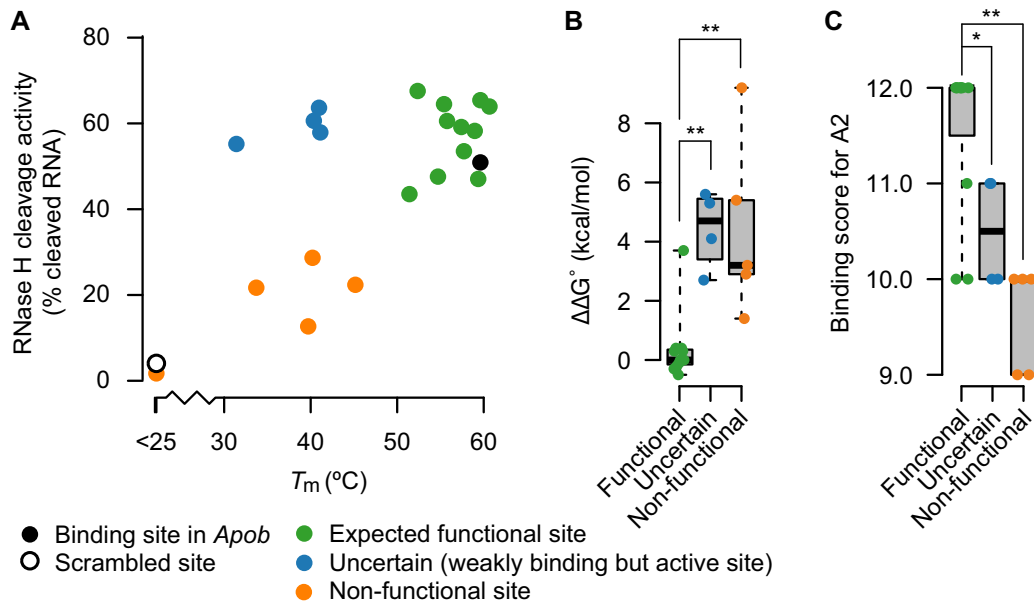 A
RNase H cleavage activity
(% cleaved RNA)
80
60
40
20
0
<25
30
40
50
60
Tm (ºC)
B
**
**
ΔΔG° (kcal/mol)
8
6
4
2
0
Functional
Uncertain
Non-functional
C
**
*
Binding score for A2
12.0
11.0
10.0
9.0
Functional
Uncertain
Non-functional
Binding site in Apob
Scrambled site
Expected functional site
Uncertain (weakly binding but active site)
Non-functional site